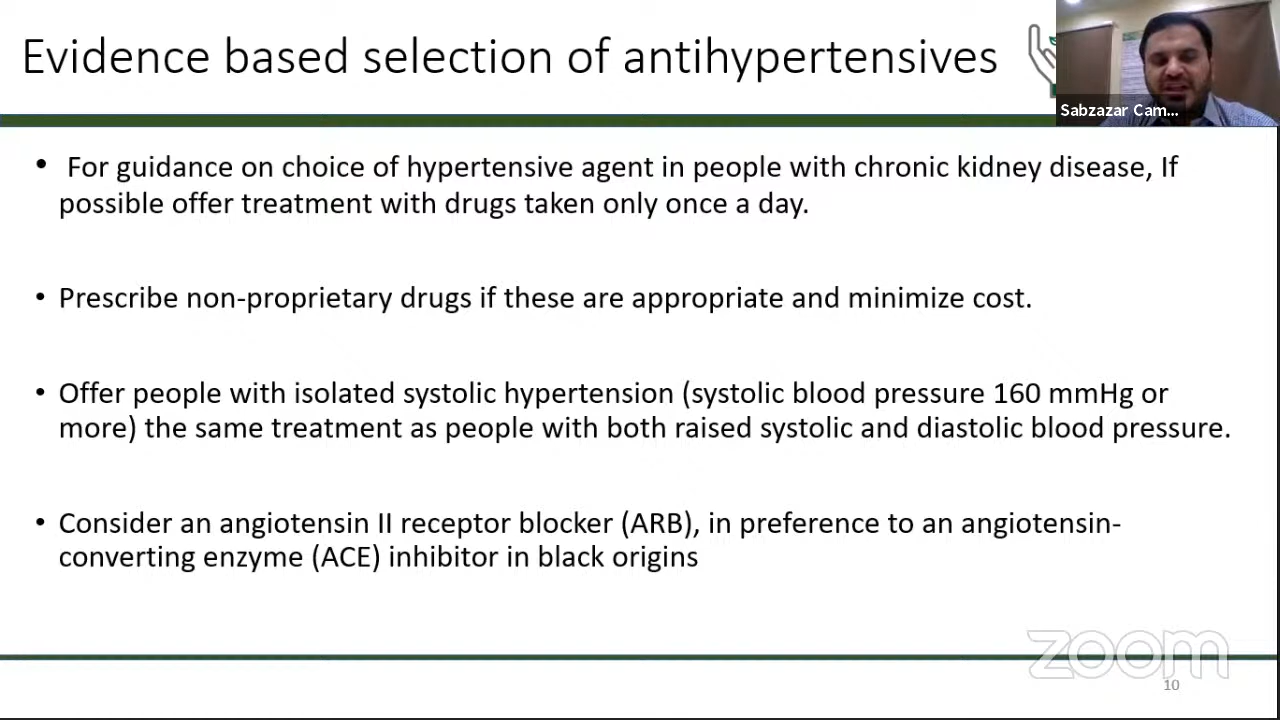 Evidence based selection of antihypertensives
Sabzazar Cam...
• For guidance on choice of hypertensive agent in people with chronic kidney disease, If
possible offer treatment with drugs taken only once a day.
• Prescribe non-proprietary drugs if these are appropriate and minimize cost.
• Offer people with isolated systolic hypertension (systolic blood pressure 160 mmHg or
more) the same treatment as people with both raised systolic and diastolic blood pressure.
• Consider an angiotensin II receptor blocker (ARB), in preference to an angiotensin-
converting enzyme (ACE) inhibitor in black origins
zoom
10